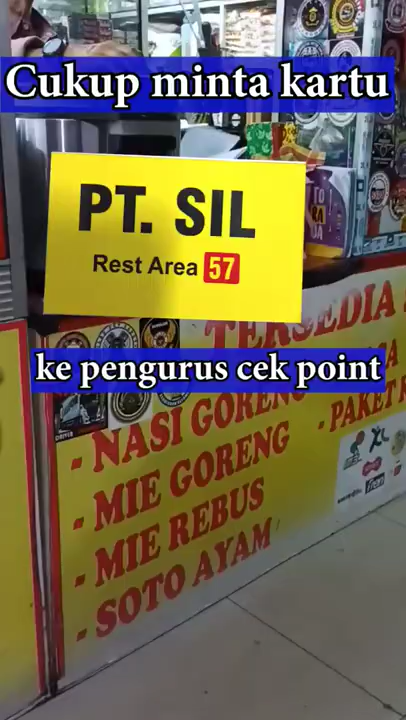 Cukup minta kartu
PT. SIL
Rest Area 57
TERSEDIA
ke pengurus cek point
- NASI GORENG
- MIE GORENG
- PAKET
- MIE REBUS
- SOTO AYAM
XL